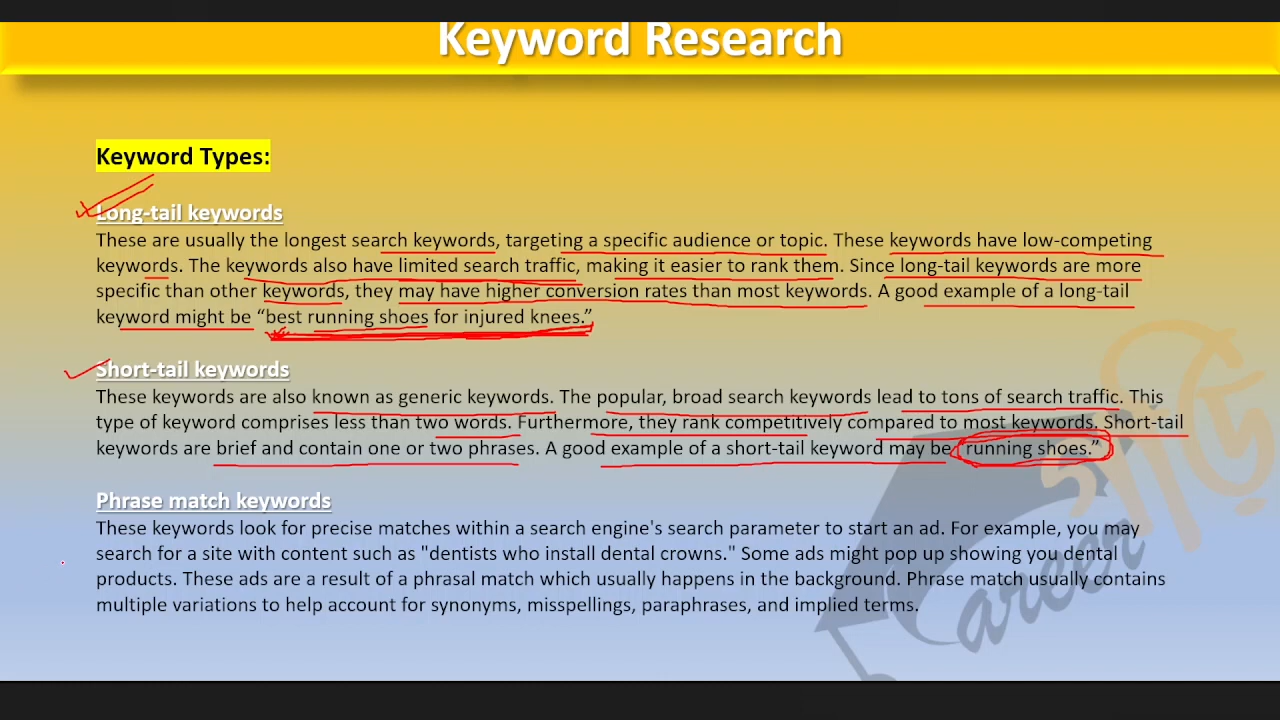 Keyword Research
Keyword Types:
Long-tail keywords
These are usually the longest search keywords, targeting a specific audience or topic. These keywords have low-competing
keywords. The keywords also have limited search traffic, making it easier to rank them. Since long-tail keywords are more
specific than other keywords, they may have higher conversion rates than most keywords. A good example of a long-tail
keyword might be “best running shoes for injured knees.”
Short-tail keywords
These keywords are also known as generic keywords. The popular, broad search keywords lead to tons of search traffic. This
type of keyword comprises less than two words. Furthermore, they rank competitively compared to most keywords. Short-tail
keywords are brief and contain one or two phrases. A good example of a short-tail keyword may be “running shoes.”
Phrase match keywords
These keywords look for precise matches within a search engine's search parameter to start an ad. For example, you may
search for a site with content such as "dentists who install dental crowns." Some ads might pop up showing you dental
products. These ads are a result of a phrasal match which usually happens in the background. Phrase match usually contains
multiple variations to help account for synonyms, misspellings, paraphrases, and implied terms.